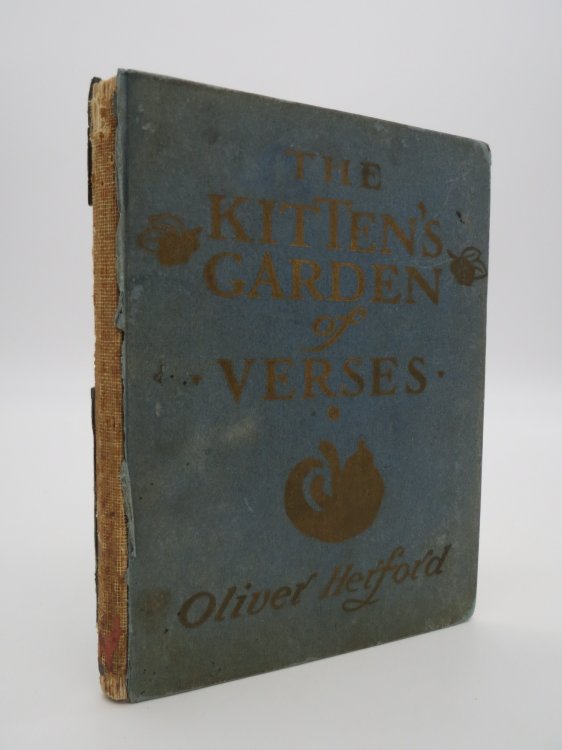 THE
KITTEN'S
GARDEN
of
VERSES
Oliver Herford